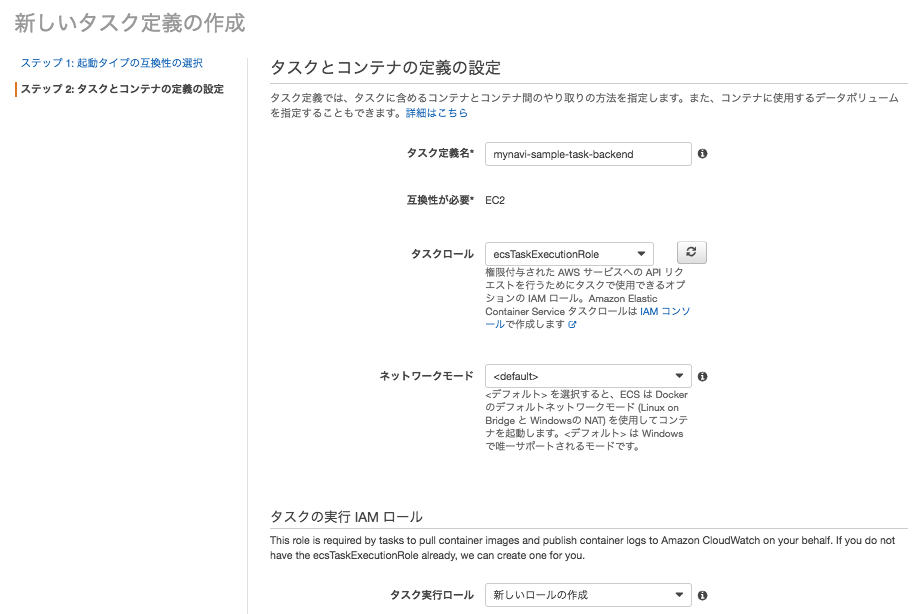 新しいタスク定義の作成
ステップ 1: 起動タイプの互換性の選択
ステップ 2: タスクとコンテナの定義の設定
タスクとコンテナの定義の設定
タスク定義では、タスクに含めるコンテナとコンテナ間のやり取りの方法を指定します。また、コンテナに使用するデータボリューム
を指定することもできます。詳細はこちら
タスク定義名* mynavi-sample-task-backend
互換性が必要* EC2
タスクロール ecsTaskExecutionRole
権限付与された AWS サービスへの API リク
エストを行うためにタスクで使用できるオプ
ションの IAM ロール。Amazon Elastic
Container Service タスクロールは IAM コンソ
ールで作成します
ネットワークモード <default>
<デフォルト> を選択すると、ECS は Docker
のデフォルトネットワークモード (Linux on
Bridge と Windowsの NAT) を使用してコンテ
ナを起動します。<デフォルト> は Windows
で唯一サポートされるモードです。
タスクの実行 IAM ロール
This role is required by tasks to pull container images and publish container logs to Amazon CloudWatch on your behalf. If you do not
have the ecsTaskExecutionRole already, we can create one for you.
タスク実行ロール 新しいロールの作成